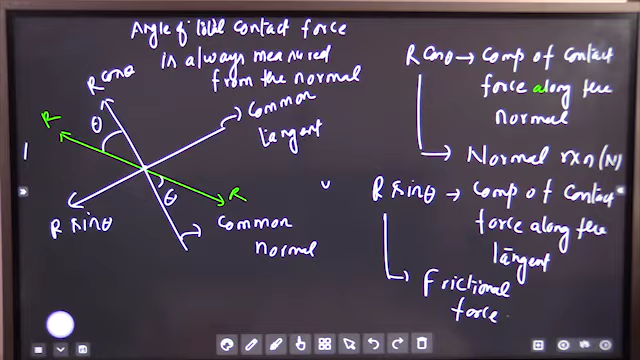 Angle of total contact force
is always measured
from the normal
R cosθ
common
tangent
R
θ
θ
R
R sinθ
common
normal
R cosθ → comp of contact
force along the
normal
→ Normal rxn (N)
R sinθ → comp of contact
force along the
tangent
→ frictional
force